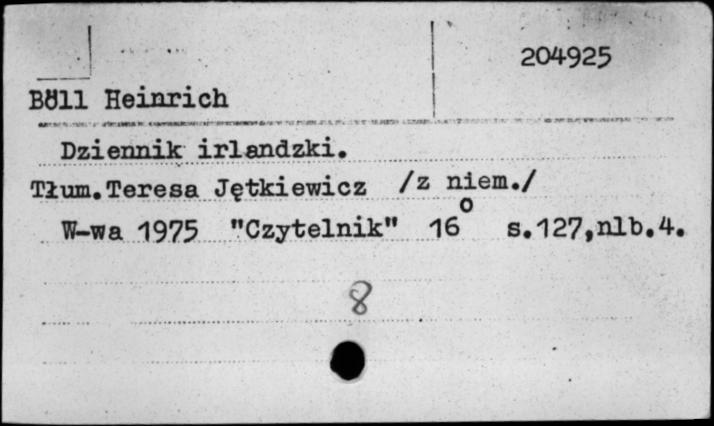 204925
Böll Heinrich
Dziennik irlandzki.
Tłum.Teresa Jętkiewicz /z niem./
W-wa 1975 "Czytelnik" 16o s.127,nlb.4.
8